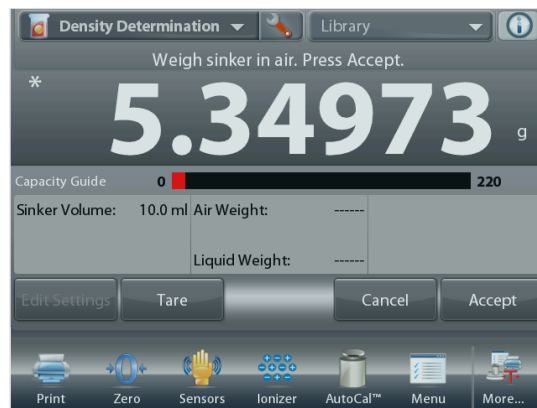 Density Determination Library
Weigh sinker in air. Press Accept.
* 5.34973 g
Capacity Guide 0 220
Sinker Volume: 10.0 ml Air Weight: ------
Liquid Weight: ------
Edit Settings Tare Cancel Accept
Print Zero Sensors Ionizer AutoCal™ Menu More...